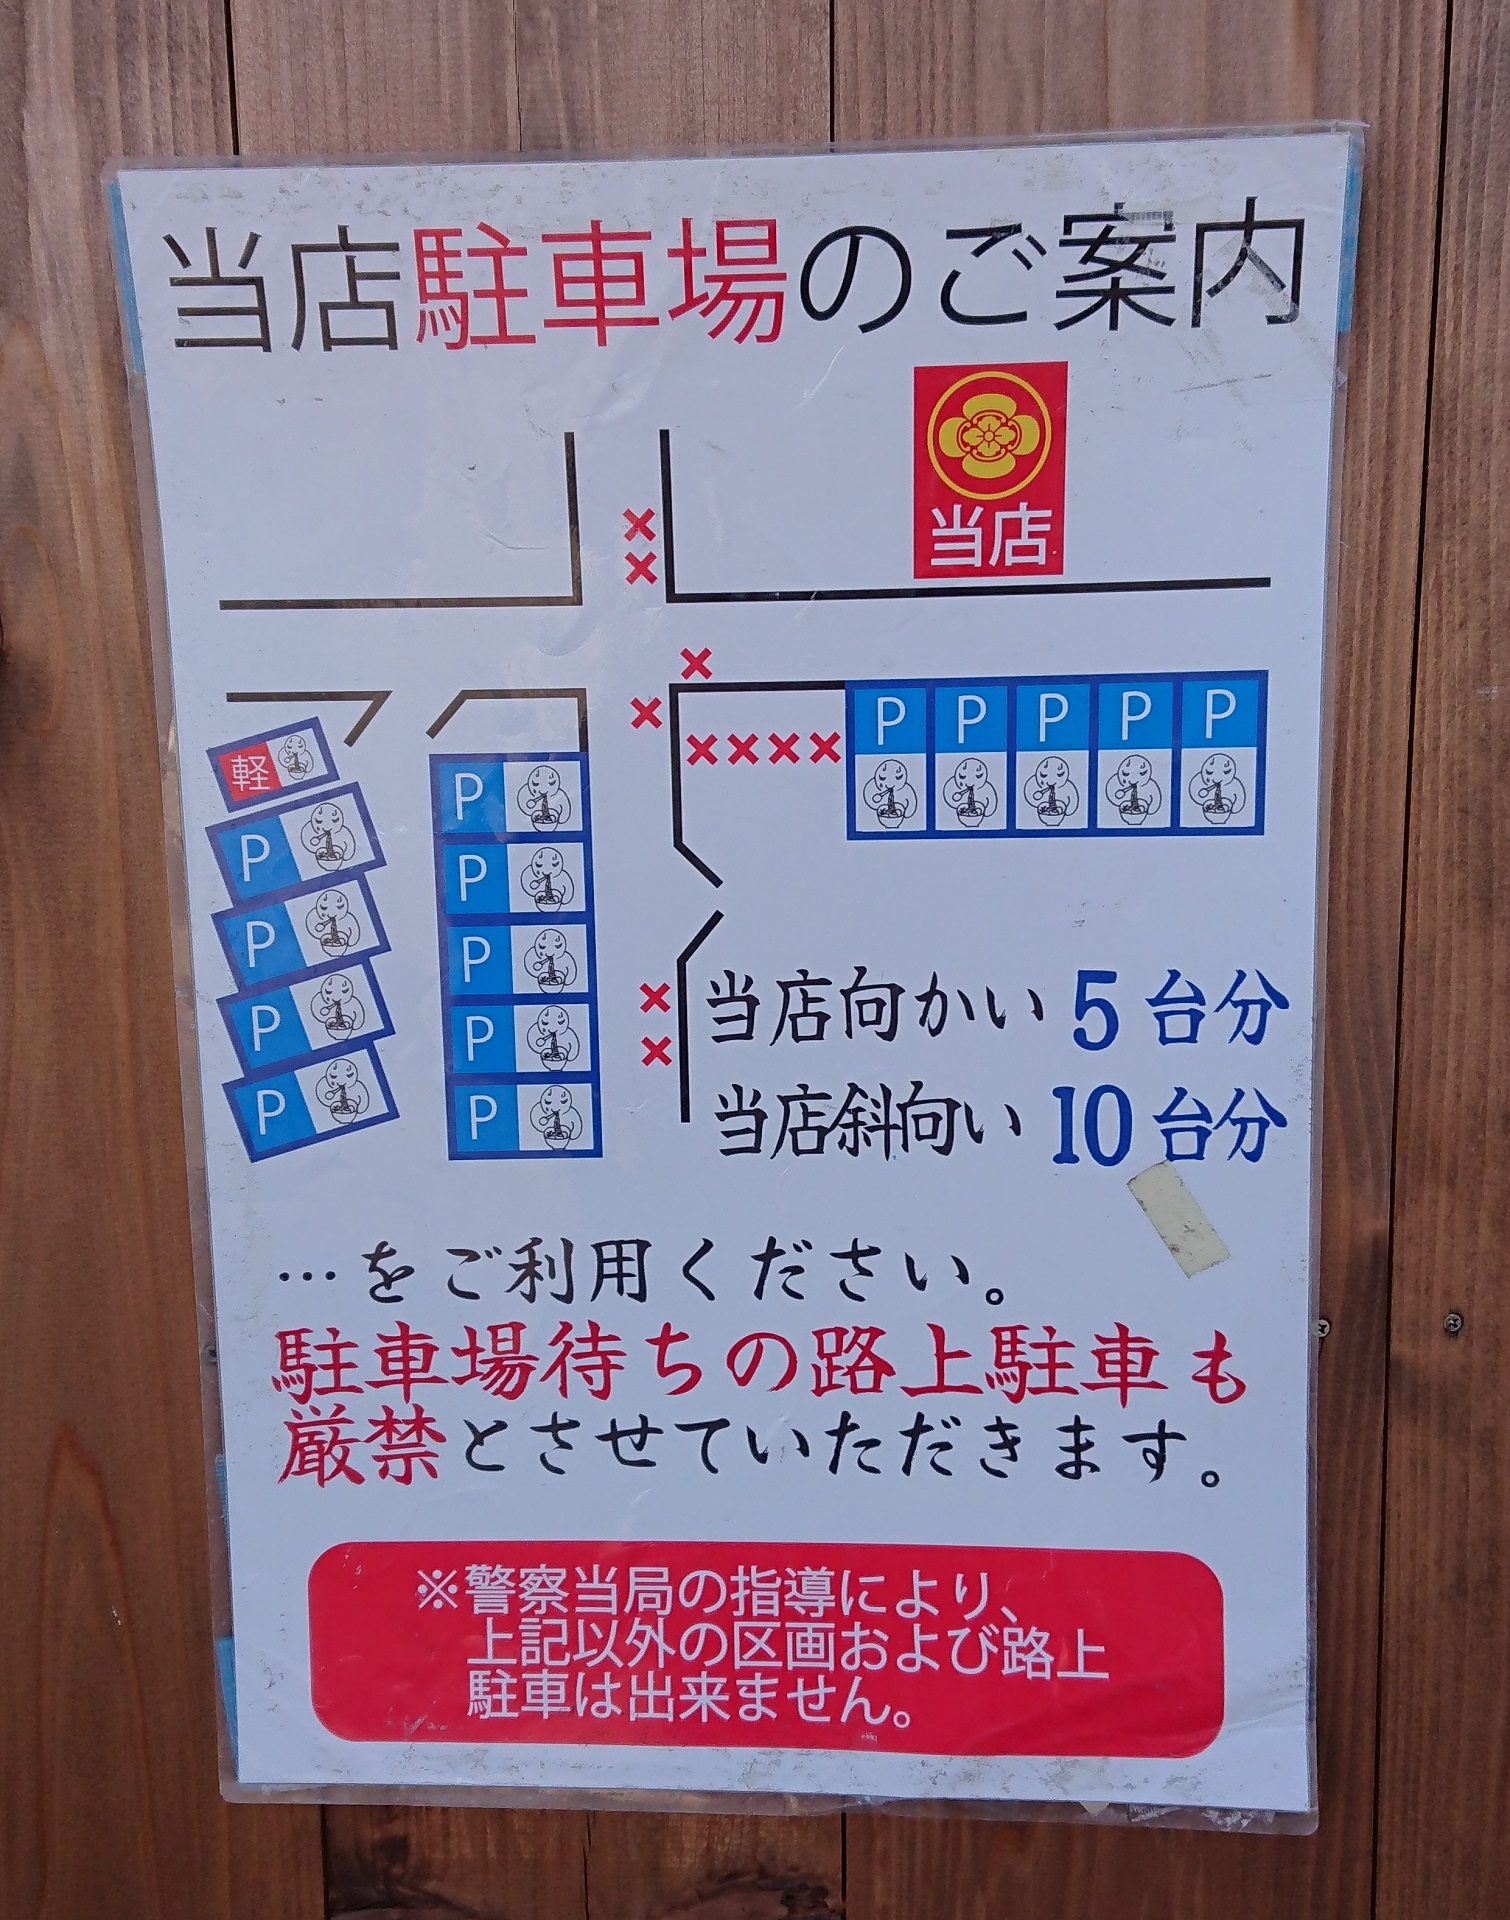 当店駐車場のご案内
当店
××
×
×
××××
P P P P P
軽
P
P
P
P
P
P
P
P
P
××
当店向かい 5 台分
当店斜向い 10 台分
…をご利用ください。
駐車場待ちの路上駐車も
厳禁とさせていただきます。
※警察当局の指導により、
上記以外の区画および路上
駐車は出来ません。